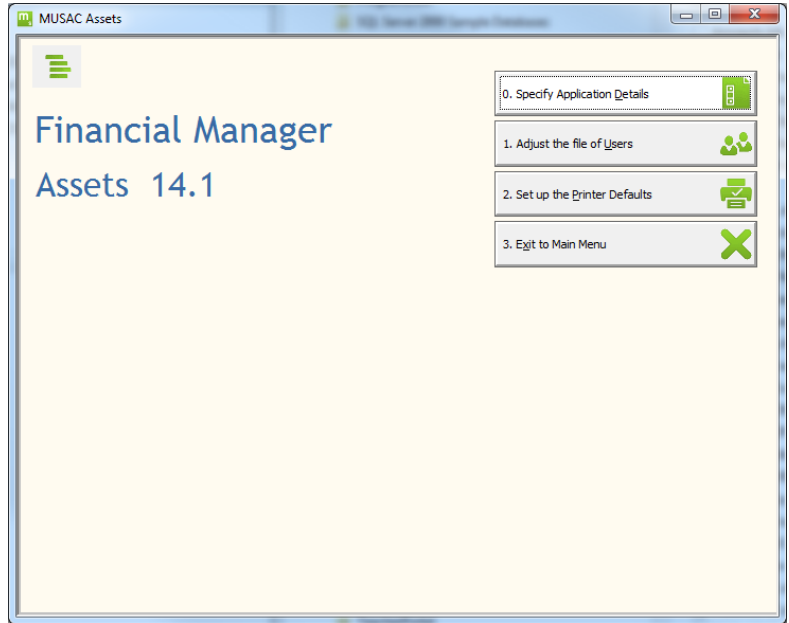 MUSAC Assets
Financial Manager
Assets 14.1
0. Specify Application Details
1. Adjust the file of Users
2. Set up the Printer Defaults
3. Exit to Main Menu